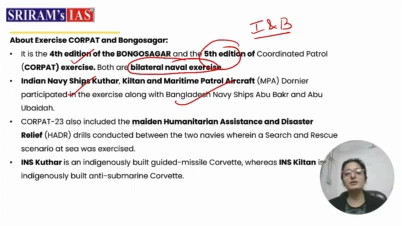 SRIRAM's IAS
I & B
About Exercise CORPAT and Bongosagar:
• It is the 4th edition of the BONGOSAGAR and the 5th edition of Coordinated Patrol
(CORPAT) exercise. Both are bilateral naval exercise.
• Indian Navy Ships Kuthar, Kiltan and Maritime Patrol Aircraft (MPA) Dornier
participated in the exercise along with Bangladesh Navy Ships Abu Bakr and Abu
Ubaidah.
• CORPAT-23 also included the maiden Humanitarian Assistance and Disaster
Relief (HADR) drills conducted between the two navies wherein a Search and Rescue
scenario at sea was exercised.
• INS Kuthar is an indigenously built guided-missile Corvette, whereas INS Kiltan is
indigenously built anti-submarine Corvette.